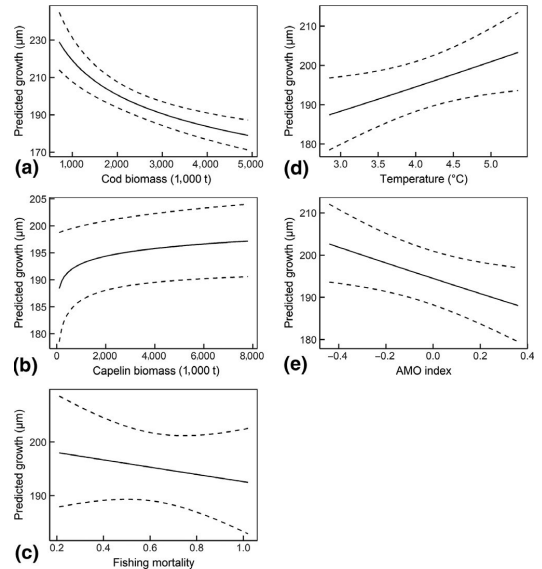 Predicted growth (μm)
230
210
190
170
1,000 2,000 3,000 4,000 5,000
(a)
Cod biomass (1,000 t)
Predicted growth (μm)
205
200
195
190
185
180
0 2,000 4,000 6,000 8,000
(b)
Capelin biomass (1,000 t)
Predicted growth (μm)
200
190
0.2 0.4 0.6 0.8 1.0
(c)
Fishing mortality
Predicted growth (μm)
210
200
190
180
3.0 3.5 4.0 4.5 5.0
(d)
Temperature (°C)
Predicted growth (μm)
210
200
190
180
−0.4 −0.2 0.0 0.2 0.4
(e)
AMO index